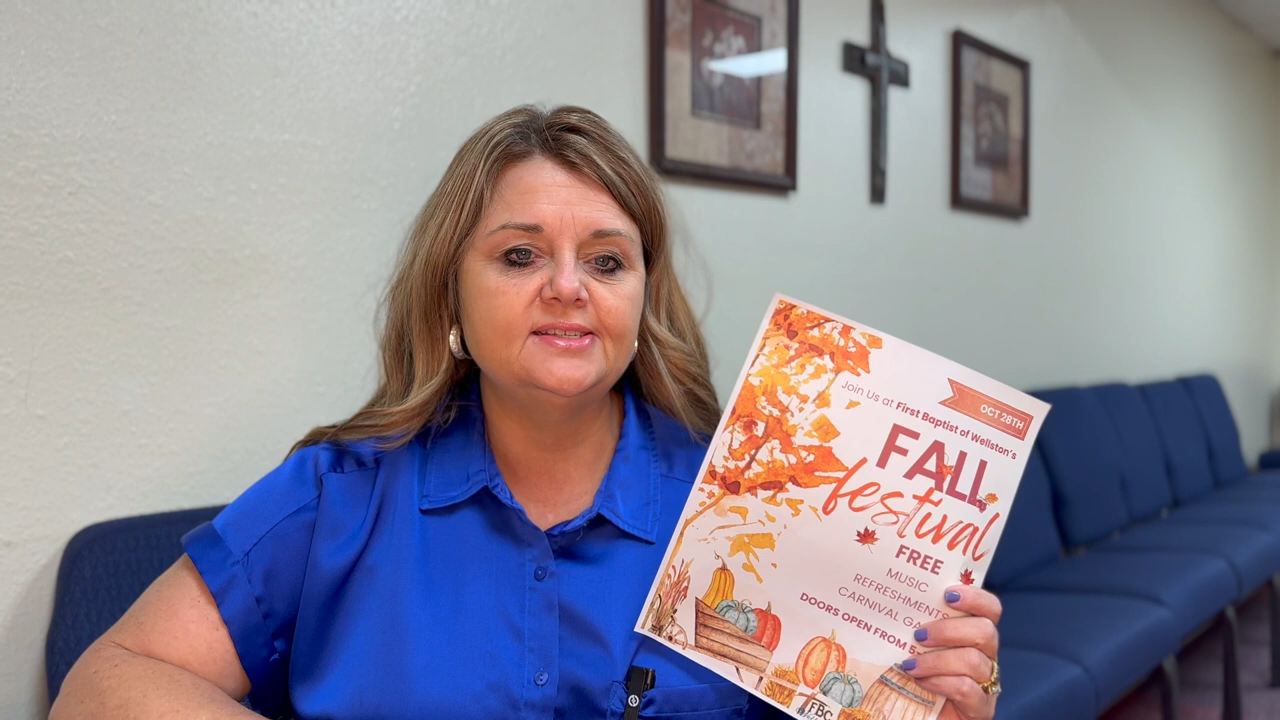 OCT 28TH
Join Us at First Baptist of Wellston's
FALL
festival
FREE
MUSIC
REFRESHMENTS
CARNIVAL
DOORS OPEN FROM
FBC